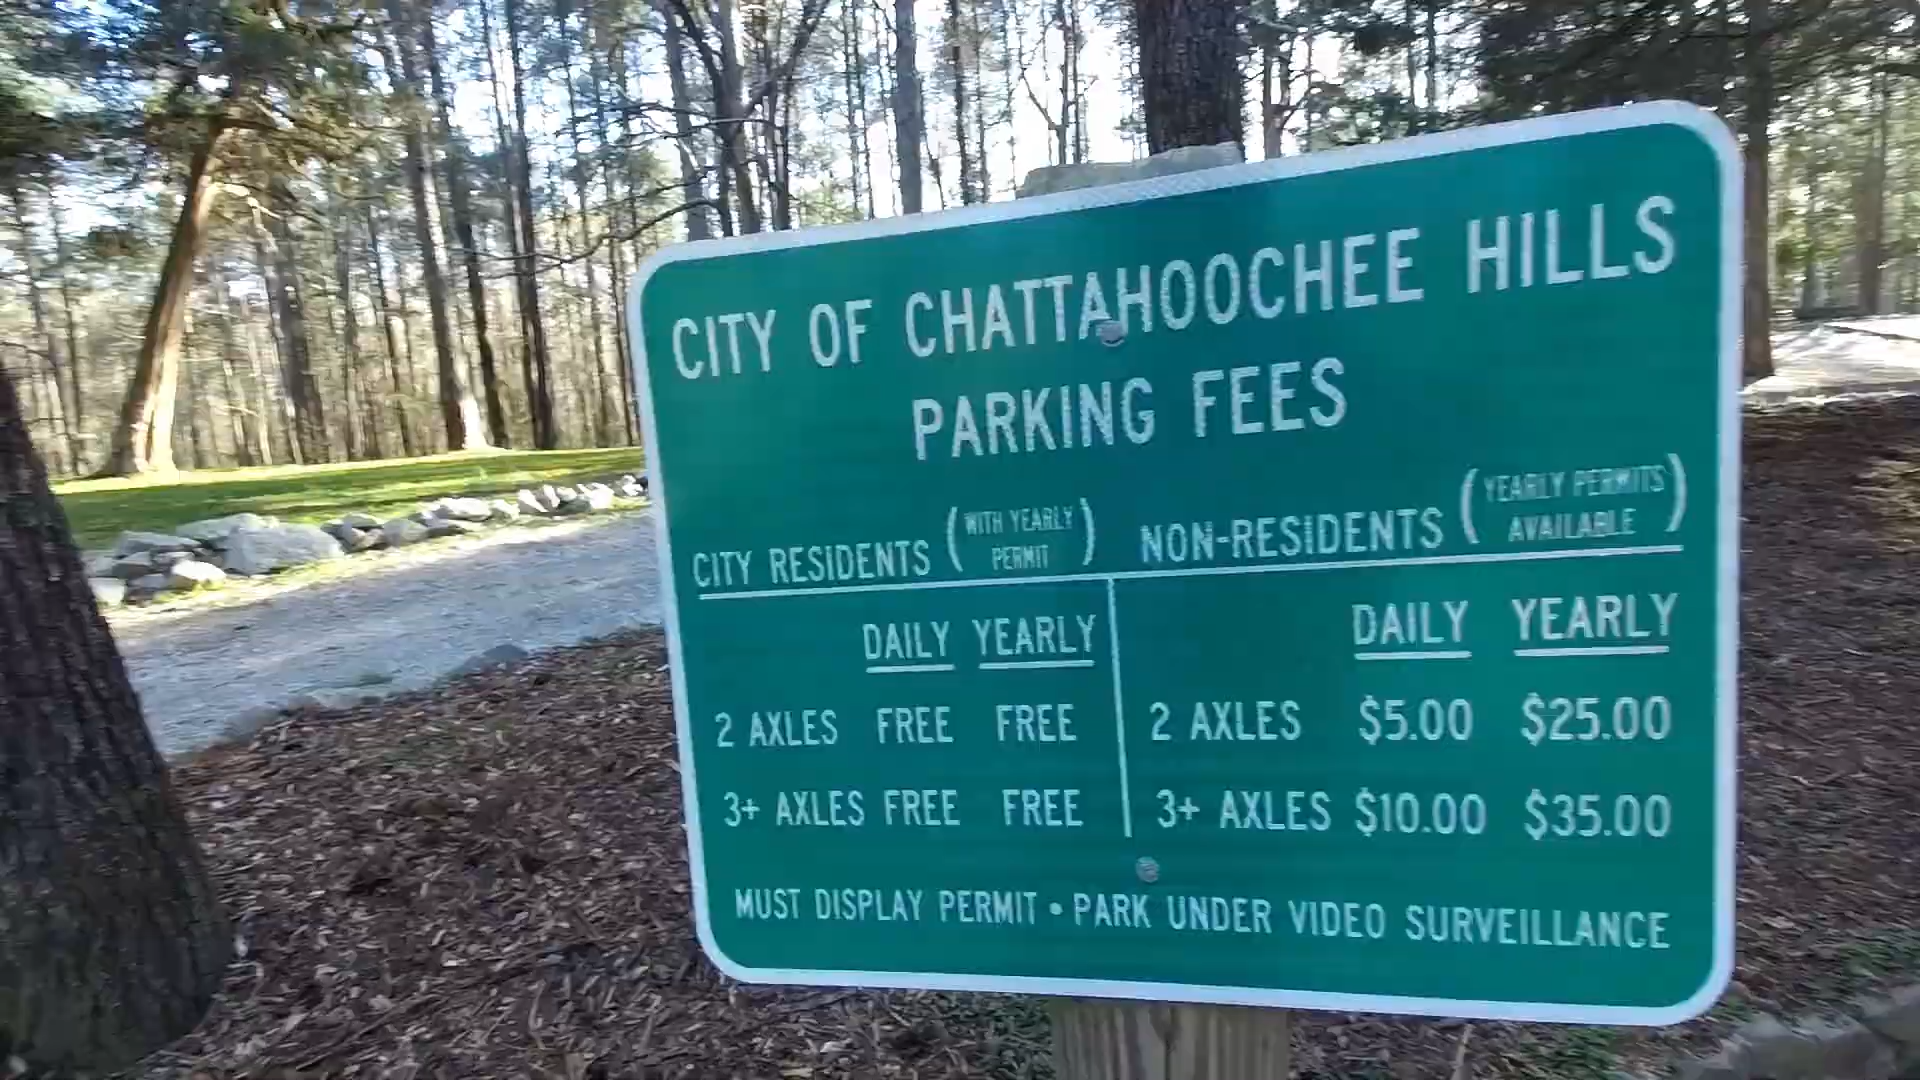 CITY OF CHATTAHOOCHEE HILLS
PARKING FEES
CITY RESIDENTS (WITH YEARLY PERMIT) NON-RESIDENTS (YEARLY PERMITS AVAILABLE)
DAILY YEARLY DAILY YEARLY
2 AXLES FREE FREE 2 AXLES $5.00 $25.00
3+ AXLES FREE FREE 3+ AXLES $10.00 $35.00
MUST DISPLAY PERMIT • PARK UNDER VIDEO SURVEILLANCE